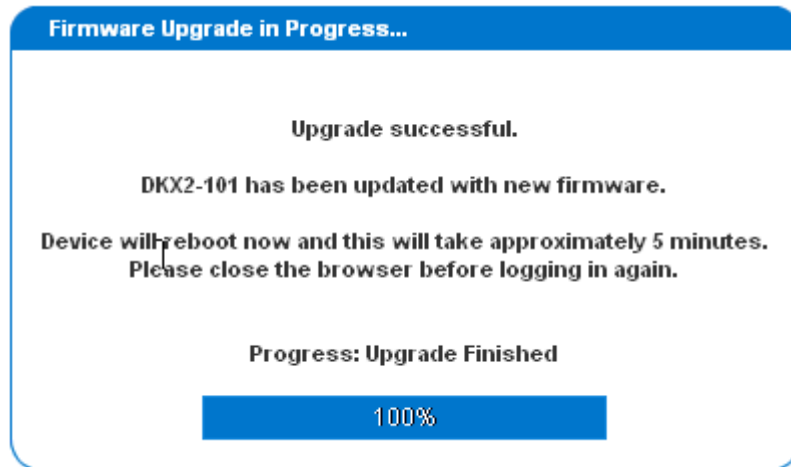 Firmware Upgrade in Progress...
Upgrade successful.
DKX2-101 has been updated with new firmware.
Device will reboot now and this will take approximately 5 minutes.
Please close the browser before logging in again.
Progress: Upgrade Finished
100%